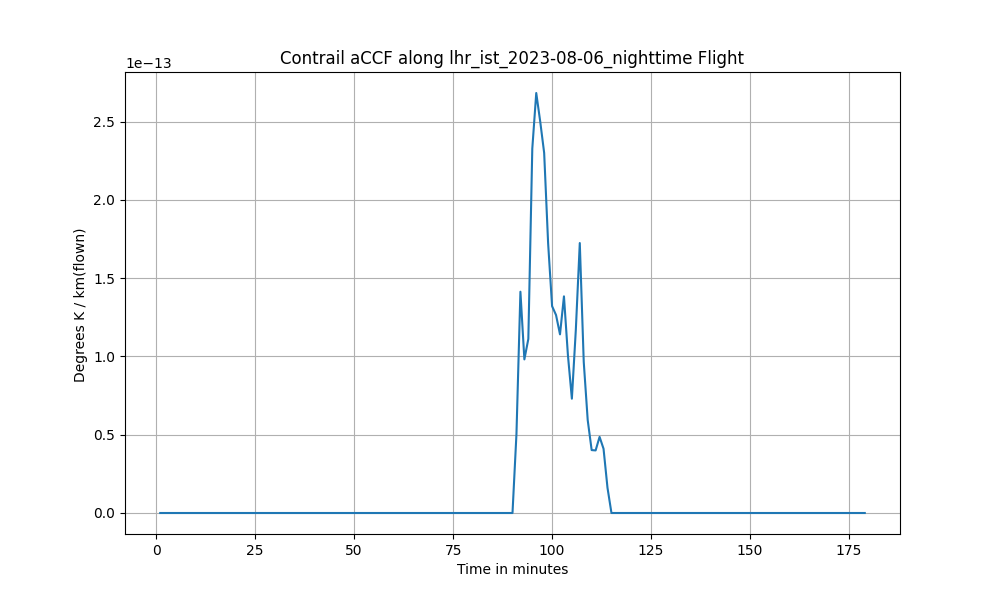 Contrail aCCF along lhr_ist_2023-08-06_nighttime Flight
1e−13
2.5
2.0
1.5
1.0
0.5
0.0
Degrees K / km(flown)
0 25 50 75 100 125 150 175
Time in minutes